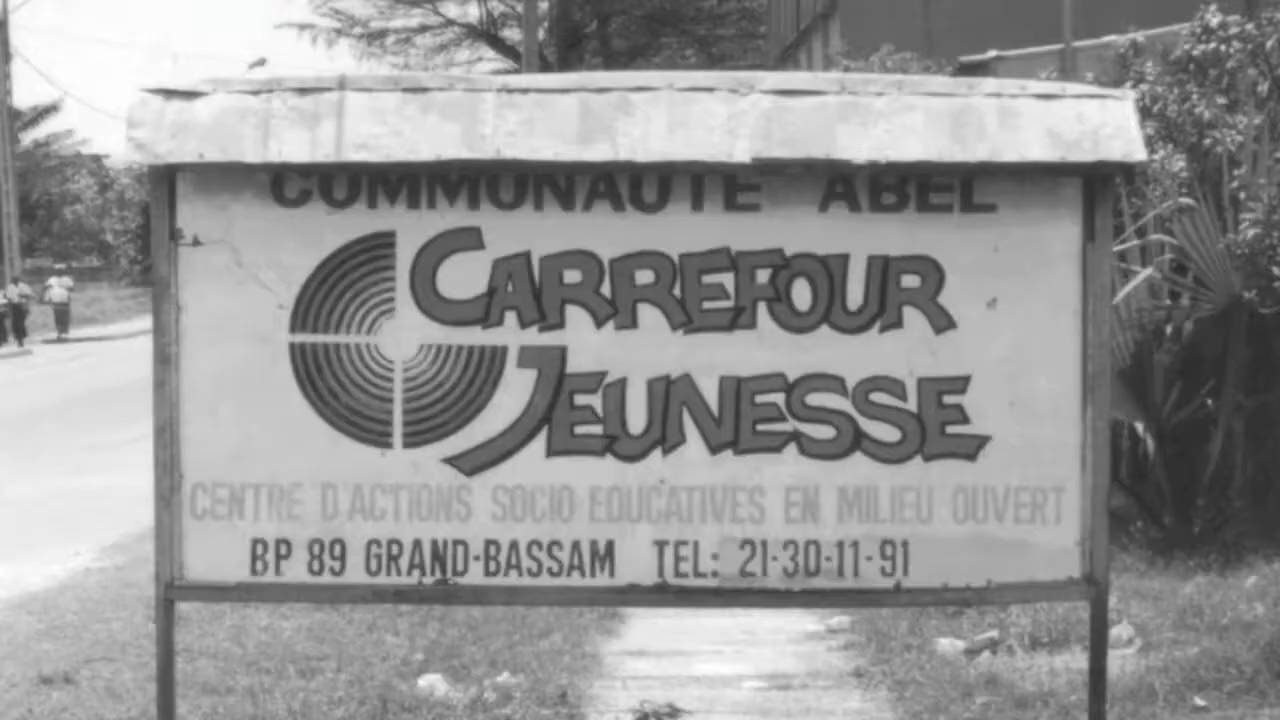 COMMUNAUTE ABEL
CARREFOUR
JEUNESSE
CENTRE D'ACTIONS SOCIO EDUCATIVES EN MILIEU OUVERT
BP 89 GRAND-BASSAM TEL: 21-30-11-91